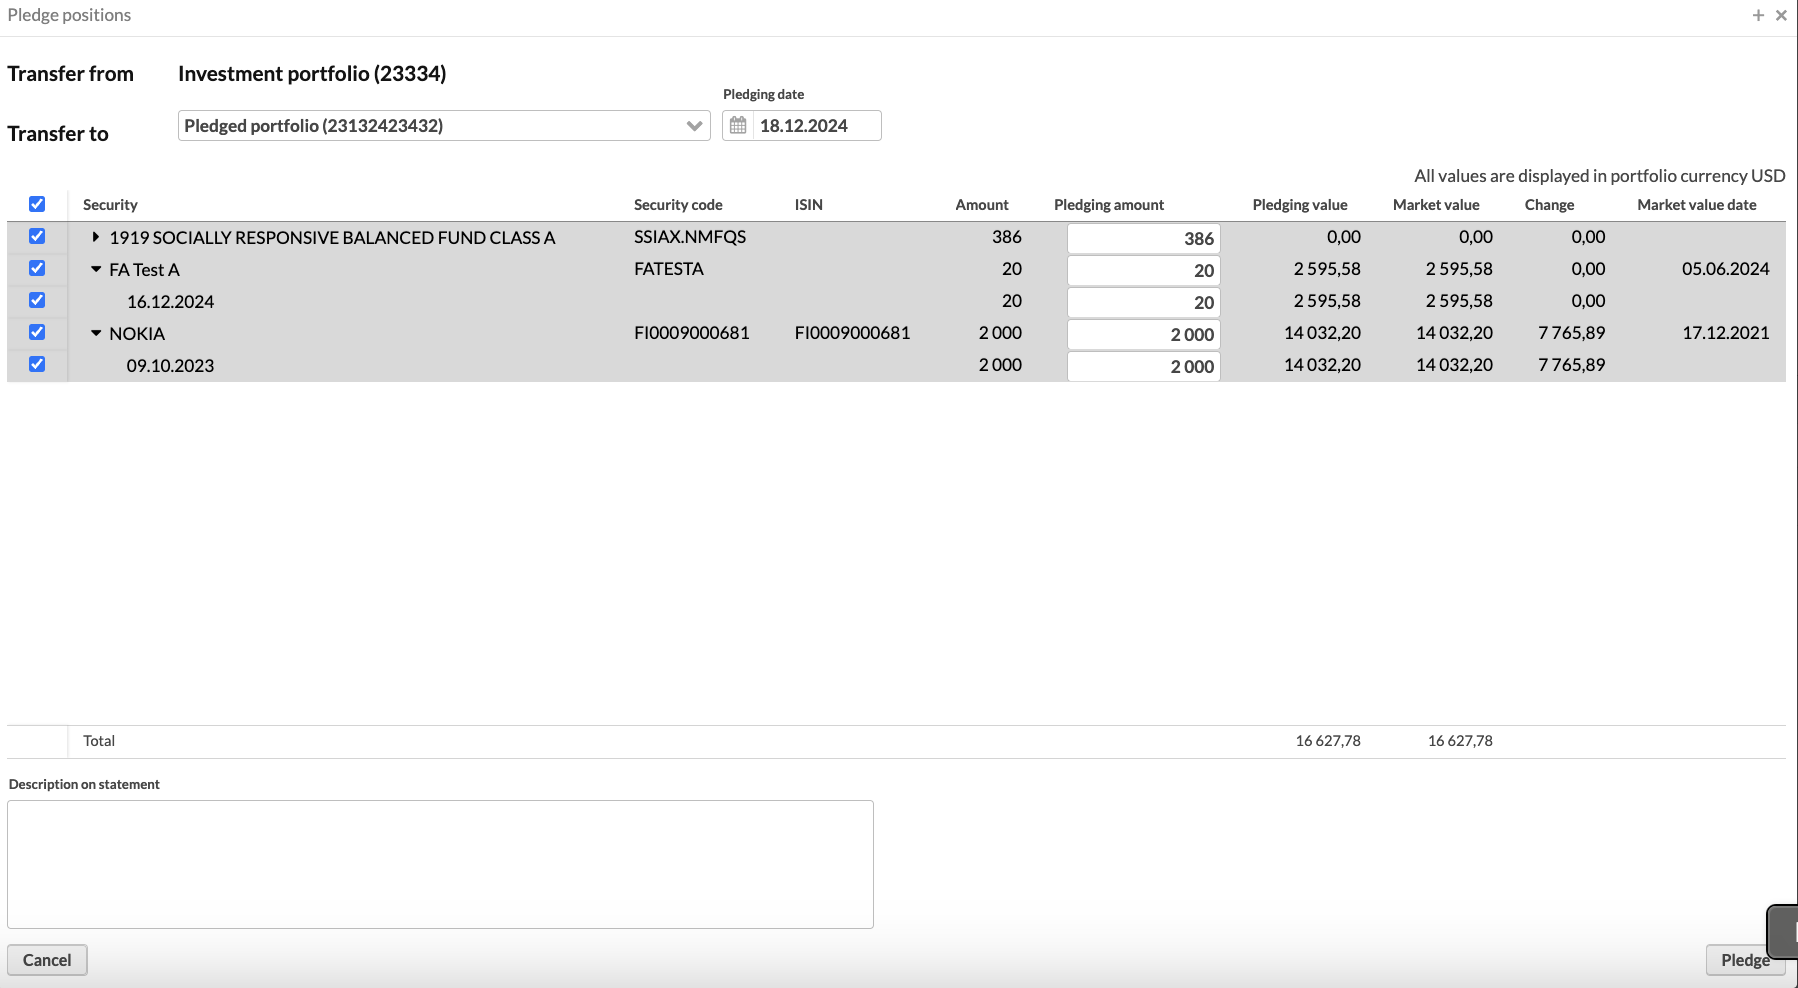 Pledge positions
Transfer from Investment portfolio (23334)
Pledging date
Transfer to Pledged portfolio (23132423432) 18.12.2024
All values are displayed in portfolio currency USD
Security Security code ISIN Amount Pledging amount Pledging value Market value Change Market value date
1919 SOCIALLY RESPONSIVE BALANCED FUND CLASS A SSIAX.NMFQS 386 386 0,00 0,00 0,00
FA Test A FATESTA 20 20 2 595,58 2 595,58 0,00 05.06.2024
16.12.2024 20 20 2 595,58 2 595,58 0,00
NOKIA FI0009000681 FI0009000681 2 000 2 000 14 032,20 14 032,20 7 765,89 17.12.2021
09.10.2023 2 000 2 000 14 032,20 14 032,20 7 765,89
Total 16 627,78 16 627,78
Description on statement
Cancel Pledge